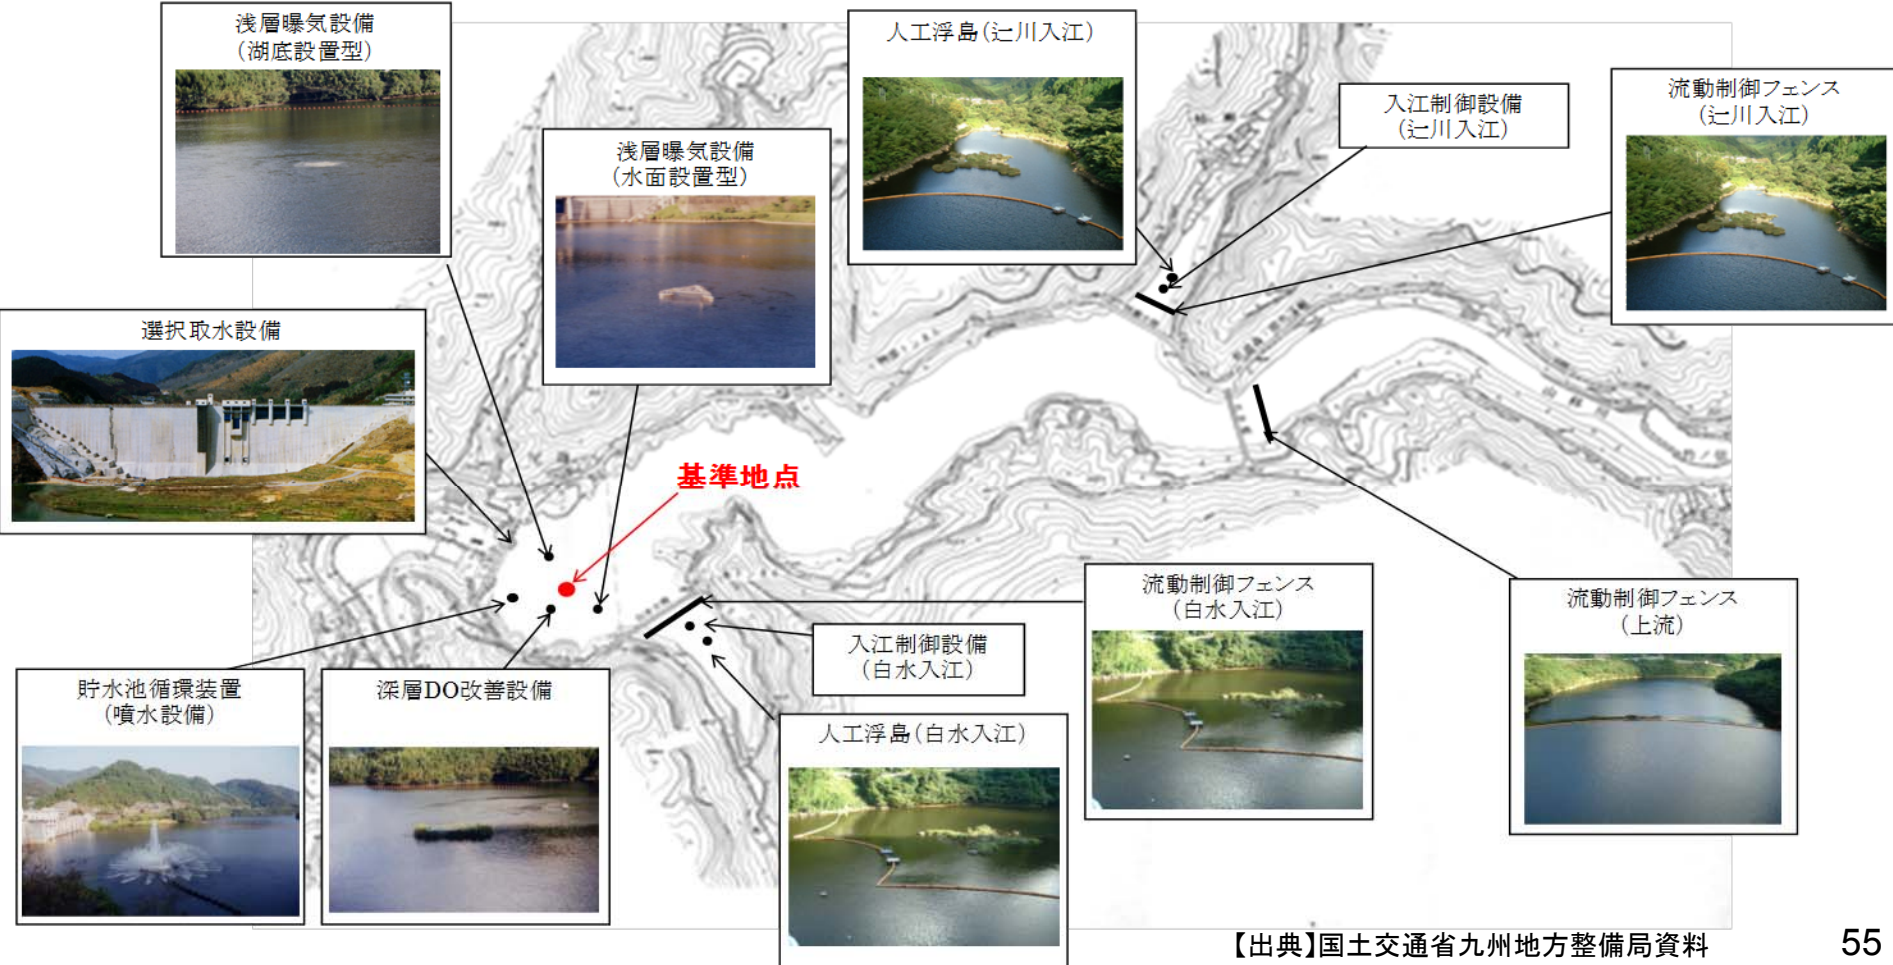 浅層曝気設備
(湖底設置型)
人工浮島(辻川入江)
入江制御設備
(辻川入江)
流動制御フェンス
(辻川入江)
浅層曝気設備
(水面設置型)
選択取水設備
基準地点
流動制御フェンス
(白水入江)
流動制御フェンス
(上流)
入江制御設備
(白水入江)
貯水池循環装置
(噴水設備)
深層DO改善設備
人工浮島(白水入江)
【出典】国土交通省九州地方整備局資料
55